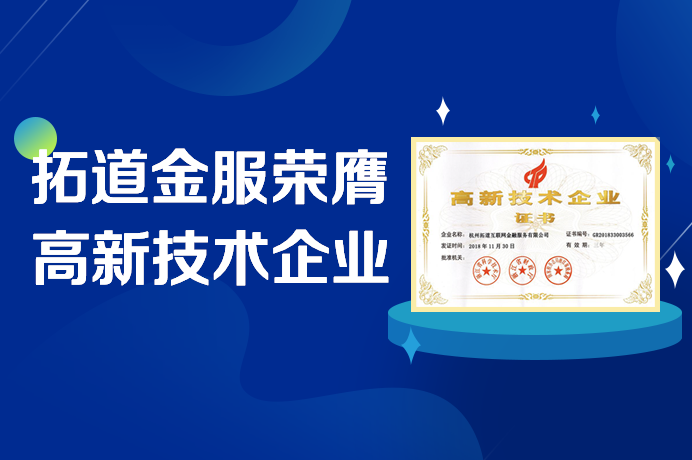 拓道金服荣膺
高新技术企业
高新技术企业
证书
企业名称：杭州拓道互联网金融服务有限公司
证书编号：GR201833003566
发证时间：2018年11月30日
有效期：三年
批准机关：